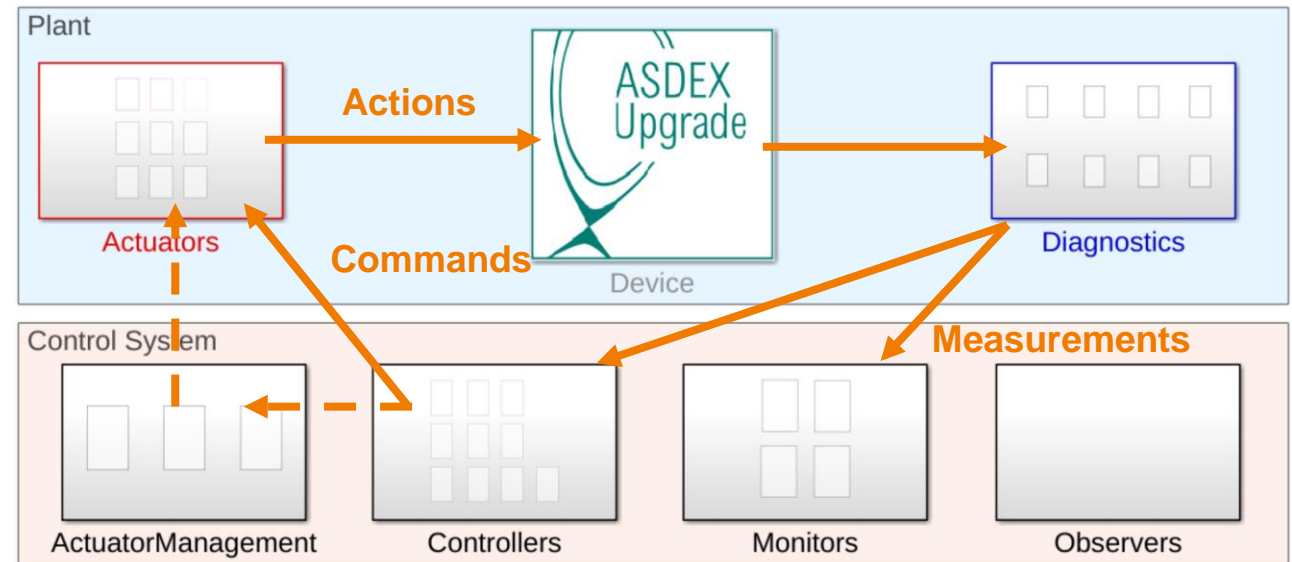 Plant
ASDEX
Upgrade
Actions
Actuators
Commands
Device
Diagnostics
Control System
Measurements
ActuatorManagement
Controllers
Monitors
Observers